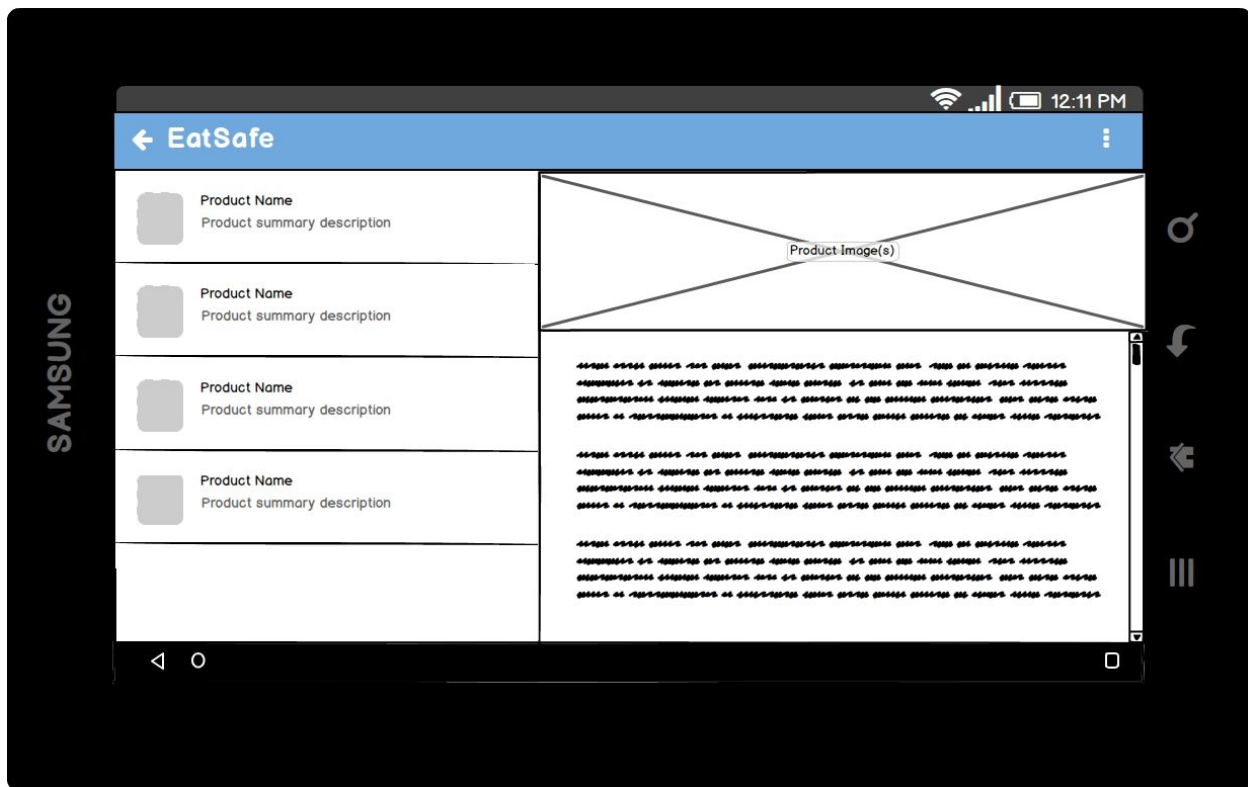 SAMSUNG
12:11 PM
EatSafe
Product Name
Product summary description
Product Name
Product summary description
Product Name
Product summary description
Product Name
Product summary description
Product Image(s)